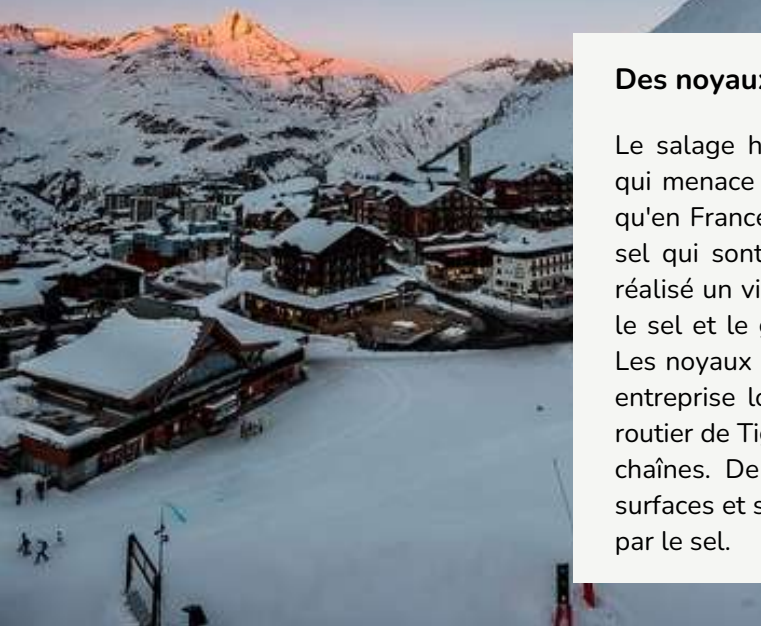 Des noyaux
Le salage h
qui menace
qu'en France
sel qui sont
réalisé un vi
le sel et le g
Les noyaux
entreprise lo
routier de Ti
chaînes. De
surfaces et s
par le sel.